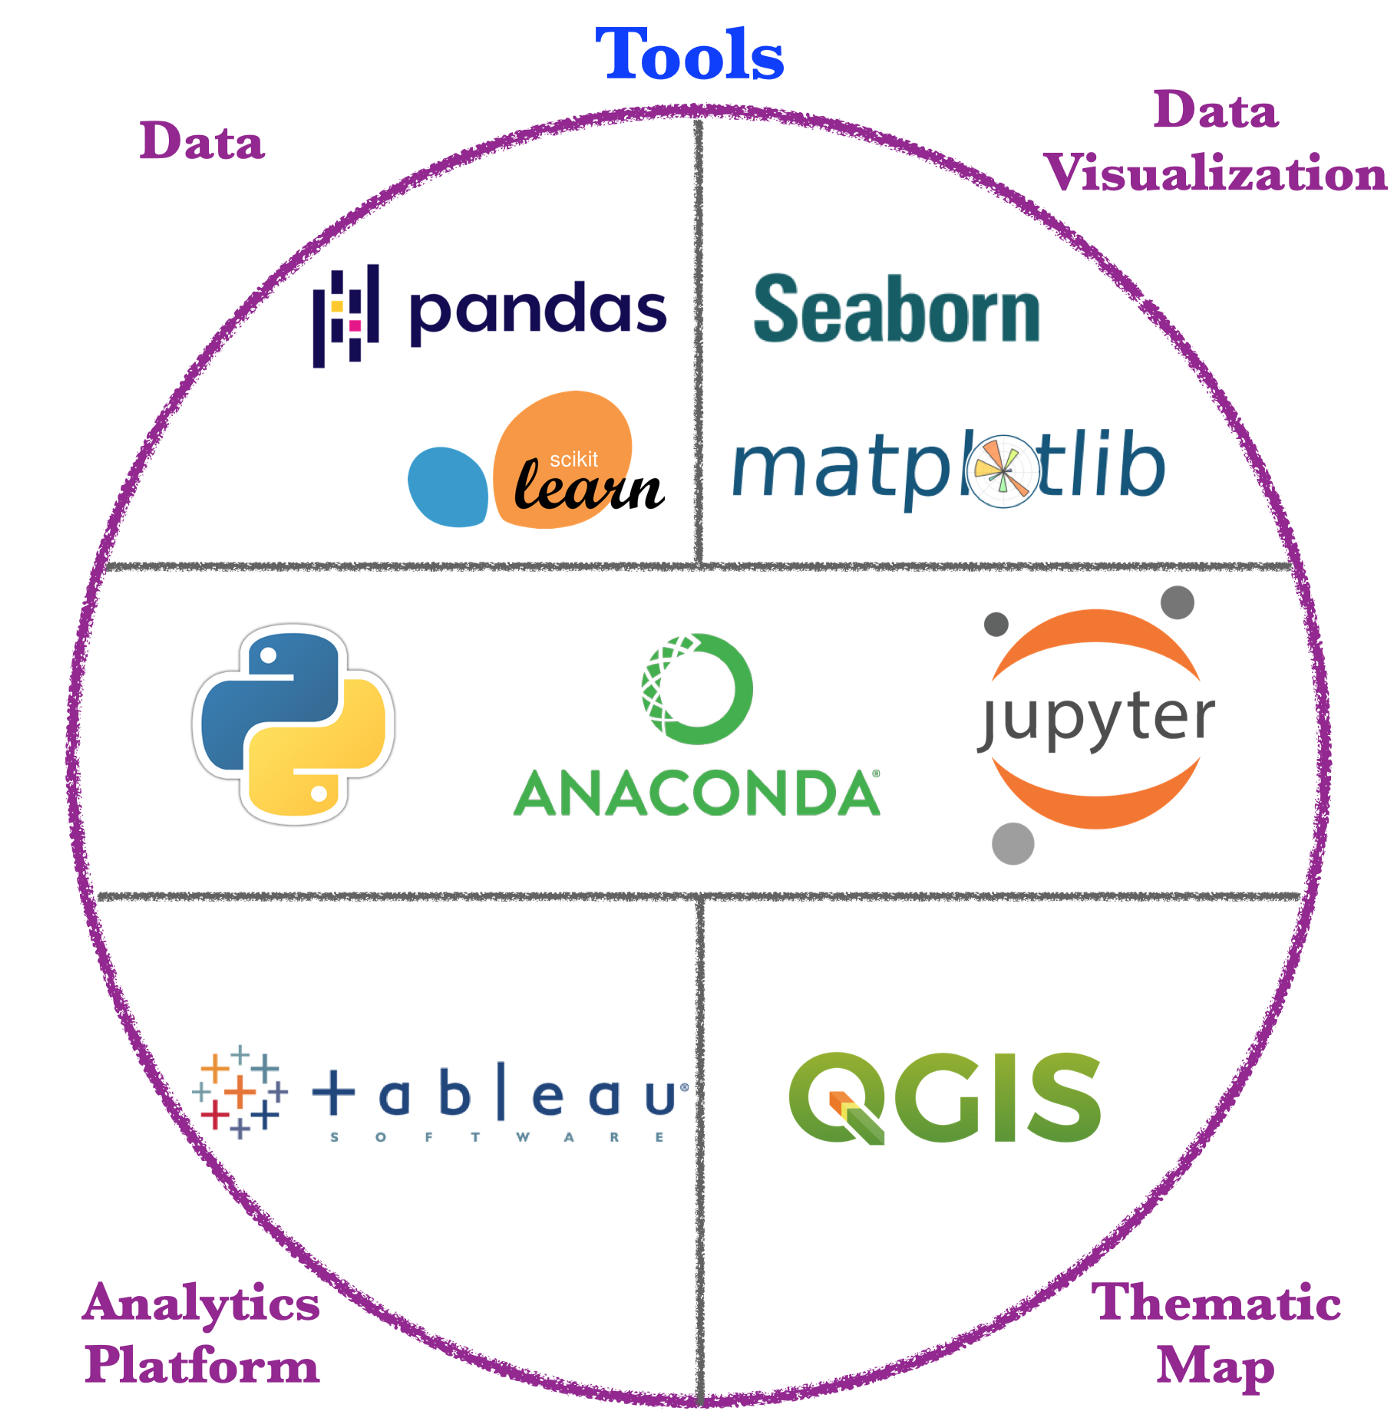 Tools
Data
Data
Visualization
pandas
Seaborn
scikit
learn
matplotlib
ANACONDA®
jupyter
tableau®
SOFTWARE
QGIS
Analytics
Platform
Thematic
Map